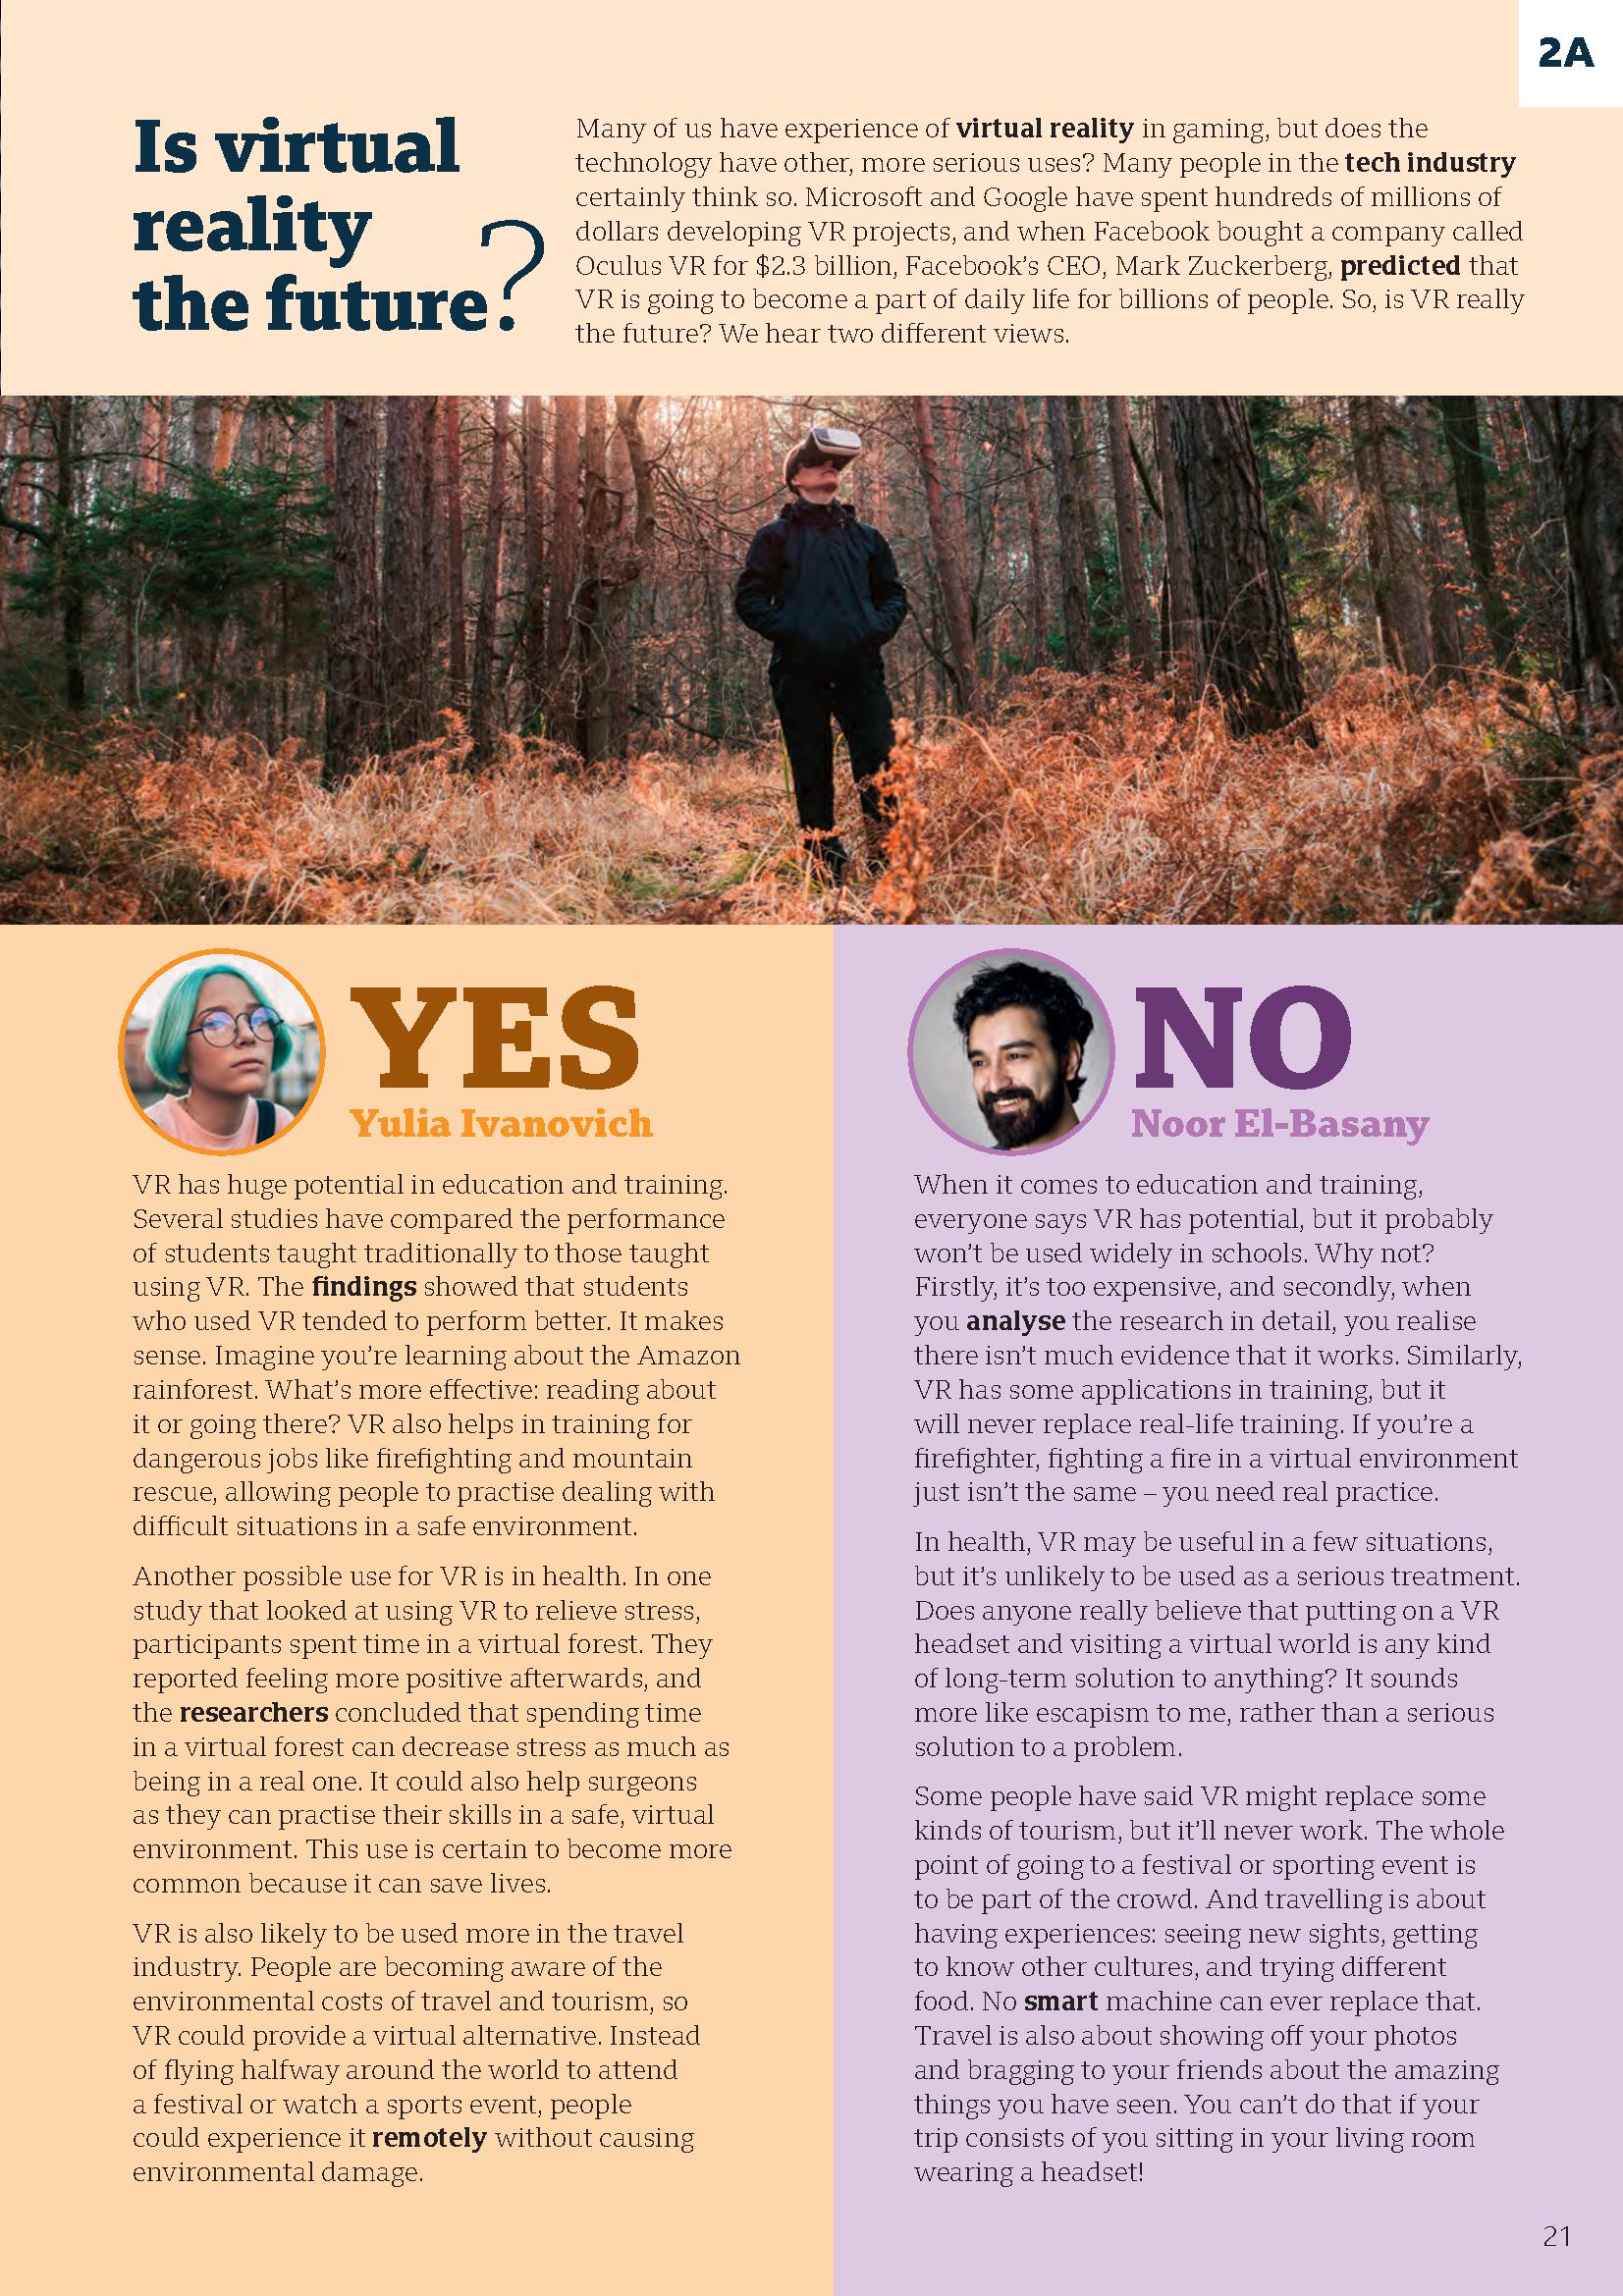 2A
Is virtual
reality
the future?
Many of us have experience of virtual reality in gaming, but does the
technology have other, more serious uses? Many people in the tech industry
certainly think so. Microsoft and Google have spent hundreds of millions of
dollars developing VR projects, and when Facebook bought a company called
Oculus VR for $2.3 billion, Facebook's CEO, Mark Zuckerberg, predicted that
VR is going to become a part of daily life for billions of people. So, is VR really
the future? We hear two different views.
YES
Yulia Ivanovich
VR has huge potential in education and training.
Several studies have compared the performance
of students taught traditionally to those taught
using VR. The findings showed that students
who used VR tended to perform better. It makes
sense. Imagine you're learning about the Amazon
rainforest. What's more effective: reading about
it or going there? VR also helps in training for
dangerous jobs like firefighting and mountain
rescue, allowing people to practise dealing with
difficult situations in a safe environment.
Another possible use for VR is in health. In one
study that looked at using VR to relieve stress,
participants spent time in a virtual forest. They
reported feeling more positive afterwards, and
the researchers concluded that spending time
in a virtual forest can decrease stress as much as
being in a real one. It could also help surgeons
as they can practise their skills in a safe, virtual
environment. This use is certain to become more
common because it can save lives.
VR is also likely to be used more in the travel
industry. People are becoming aware of the
environmental costs of travel and tourism, so
VR could provide a virtual alternative. Instead
of flying halfway around the world to attend
a festival or watch a sports event, people
could experience it remotely without causing
environmental damage.
NO
Noor El-Basany
When it comes to education and training,
everyone says VR has potential, but it probably
won't be used widely in schools. Why not?
Firstly, it's too expensive, and secondly, when
you analyse the research in detail, you realise
there isn't much evidence that it works. Similarly,
VR has some applications in training, but it
will never replace real-life training. If you're a
firefighter, fighting a fire in a virtual environment
just isn't the same – you need real practice.
In health, VR may be useful in a few situations,
but it's unlikely to be used as a serious treatment.
Does anyone really believe that putting on a VR
headset and visiting a virtual world is any kind
of long-term solution to anything? It sounds
more like escapism to me, rather than a serious
solution to a problem.
Some people have said VR might replace some
kinds of tourism, but it'll never work. The whole
point of going to a festival or sporting event is
to be part of the crowd. And travelling is about
having experiences: seeing new sights, getting
to know other cultures, and trying different
food. No smart machine can ever replace that.
Travel is also about showing off your photos
and bragging to your friends about the amazing
things you have seen. You can't do that if your
trip consists of you sitting in your living room
wearing a headset!
21